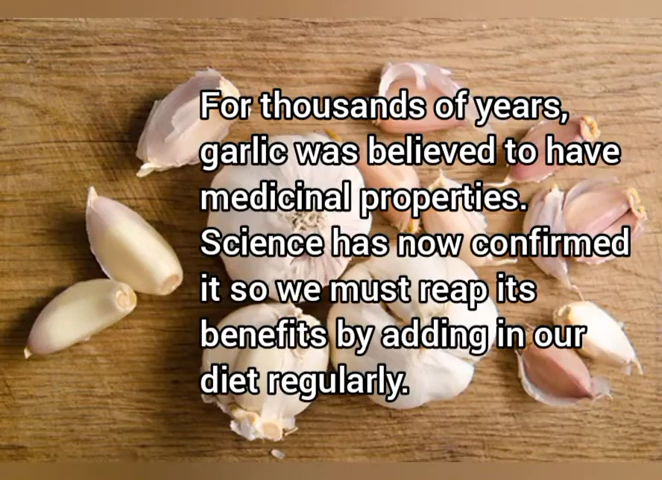 For thousands of years,
garlic was believed to have
medicinal properties.
Science has now confirmed
it so we must reap its
benefits by adding in our
diet regularly.